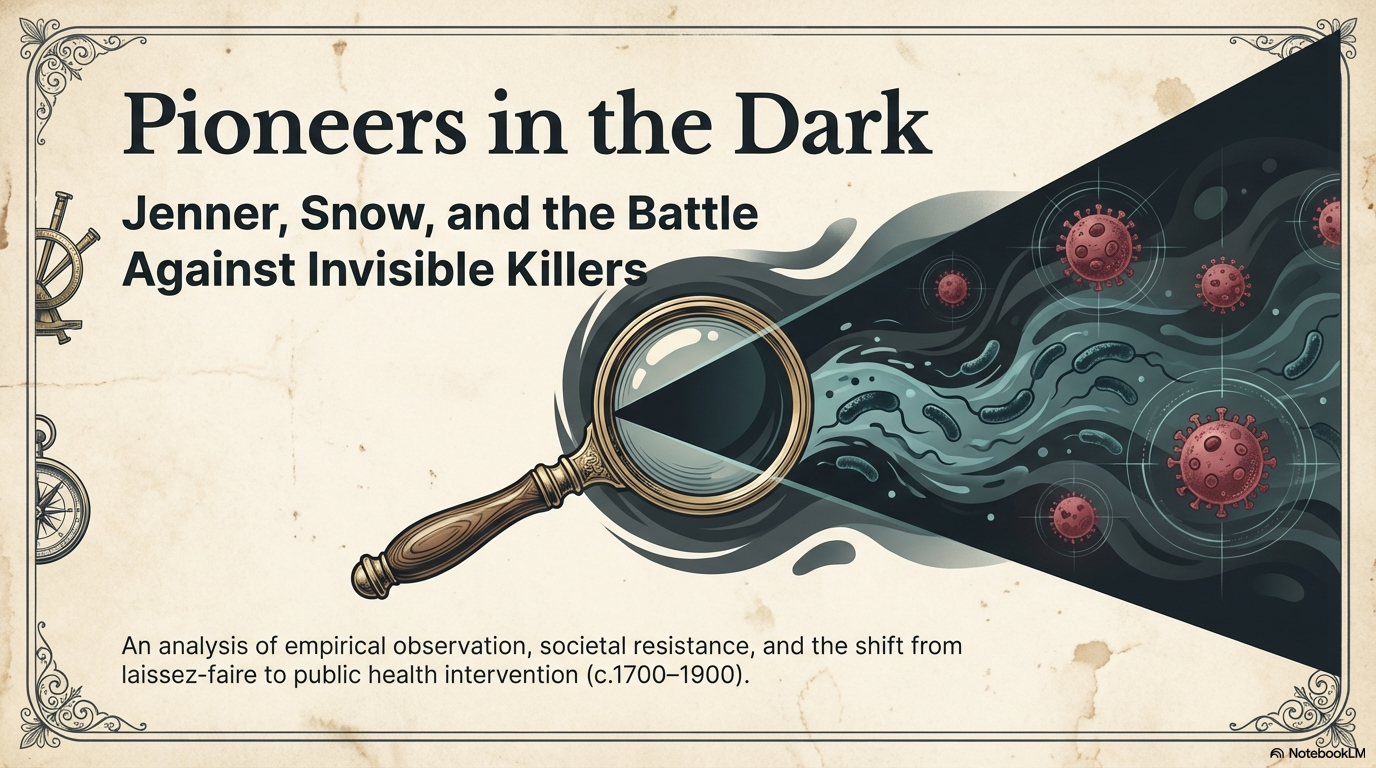 Pioneers in the Dark
Jenner, Snow, and the Battle
Against Invisible Killers
An analysis of empirical observation, societal resistance, and the shift from
laissez-faire to public health intervention (c.1700–1900).
NotebookLM